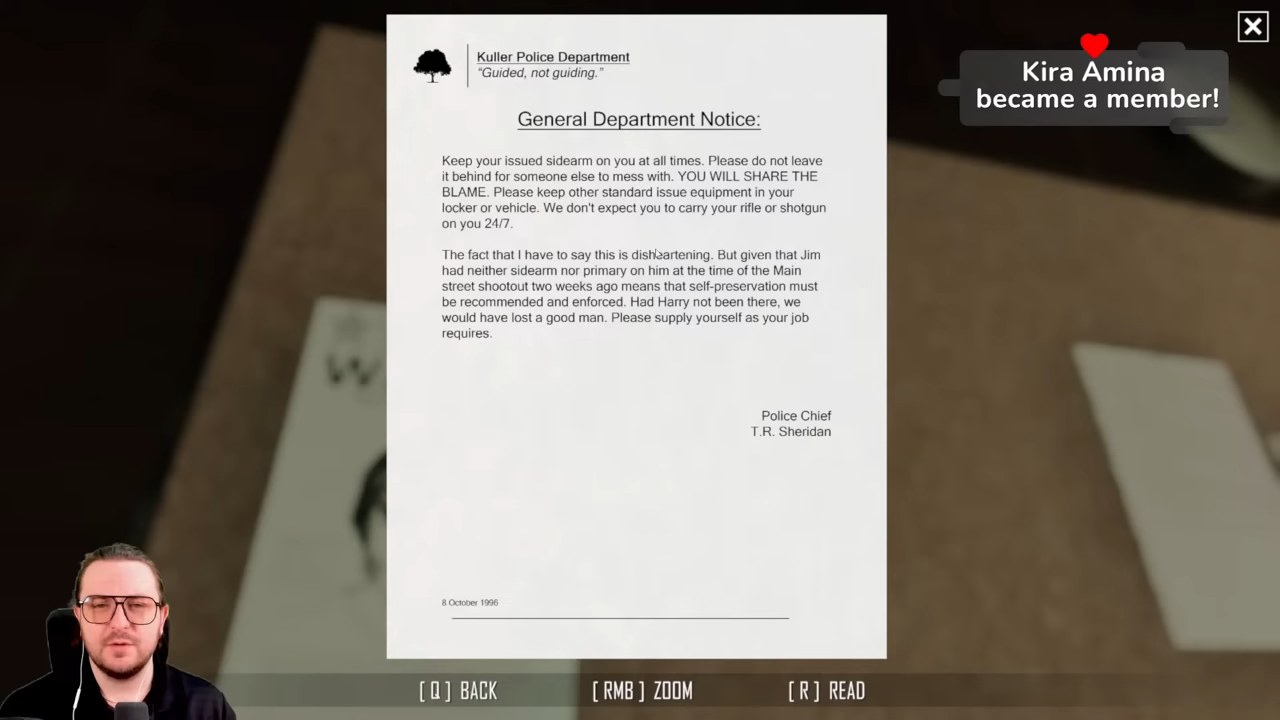 Kuller Police Department
“Guided, not guiding.”
Kira Amina
became a member!
General Department Notice:
Keep your issued sidearm on you at all times. Please do not leave
it behind for someone else to mess with. YOU WILL SHARE THE
BLAME. Please keep other standard issue equipment in your
locker or vehicle. We don't expect you to carry your rifle or shotgun
on you 24/7.
The fact that I have to say this is disheartening. But given that Jim
had neither sidearm nor primary on him at the time of the Main
street shootout two weeks ago means that self-preservation must
be recommended and enforced. Had Harry not been there, we
would have lost a good man. Please supply yourself as your job
requires.
Police Chief
T.R. Sheridan
8 October 1996
[ Q ] BACK
[ RMB ] ZOOM
[ R ] READ